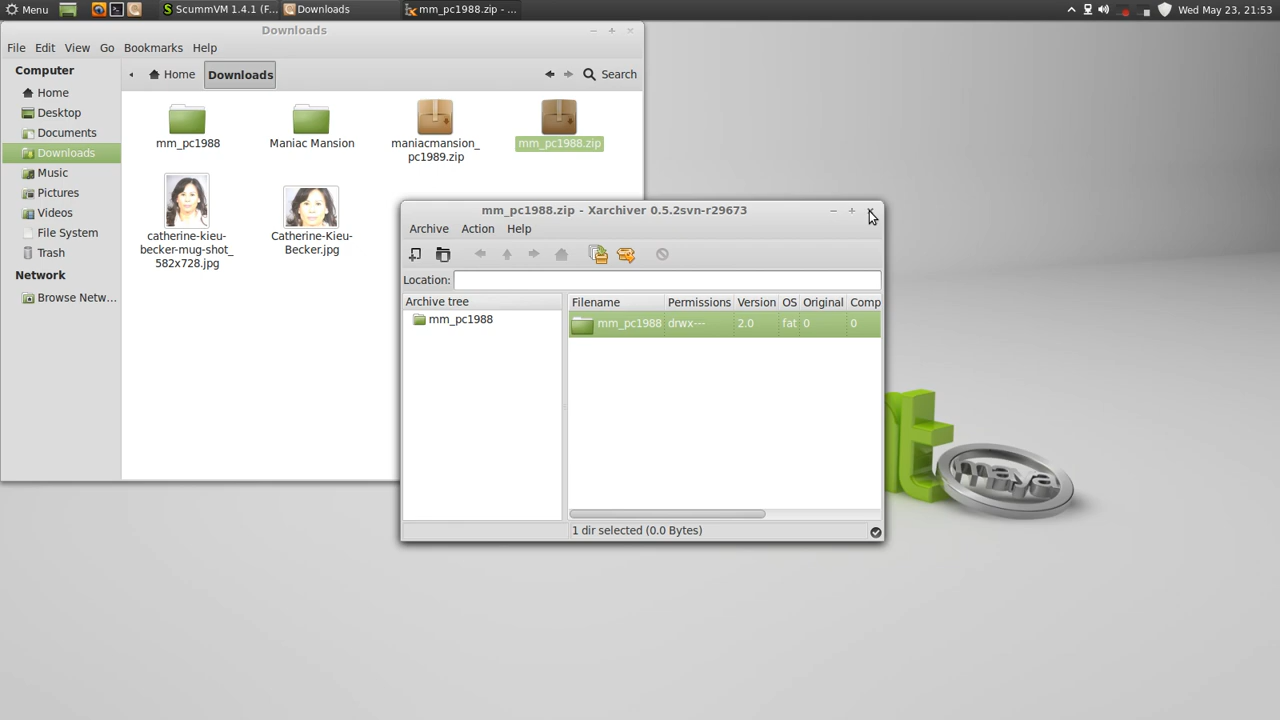 Menu ScummVM 1.4.1 (F... Downloads mm_pc1988.zip - ... Wed May 23, 21:53
Downloads
File Edit View Go Bookmarks Help
Computer
Home
Desktop
Documents
Downloads
Music
Pictures
Videos
File System
Trash
Network
Browse Netw...
Home Downloads Search
mm_pc1988 Maniac Mansion maniacmansion_ mm_pc1988.zip
pc1989.zip
catherine-kieu- Catherine-Kieu-
becker-mug-shot_ Becker.jpg
582x728.jpg
mm_pc1988.zip - Xarchiver 0.5.2svn-r29673
Archive Action Help
Location:
Archive tree
mm_pc1988
Filename Permissions Version OS Original Comp
mm_pc1988 drwx--- 2.0 fat 0 0
1 dir selected (0.0 Bytes)
t
maya